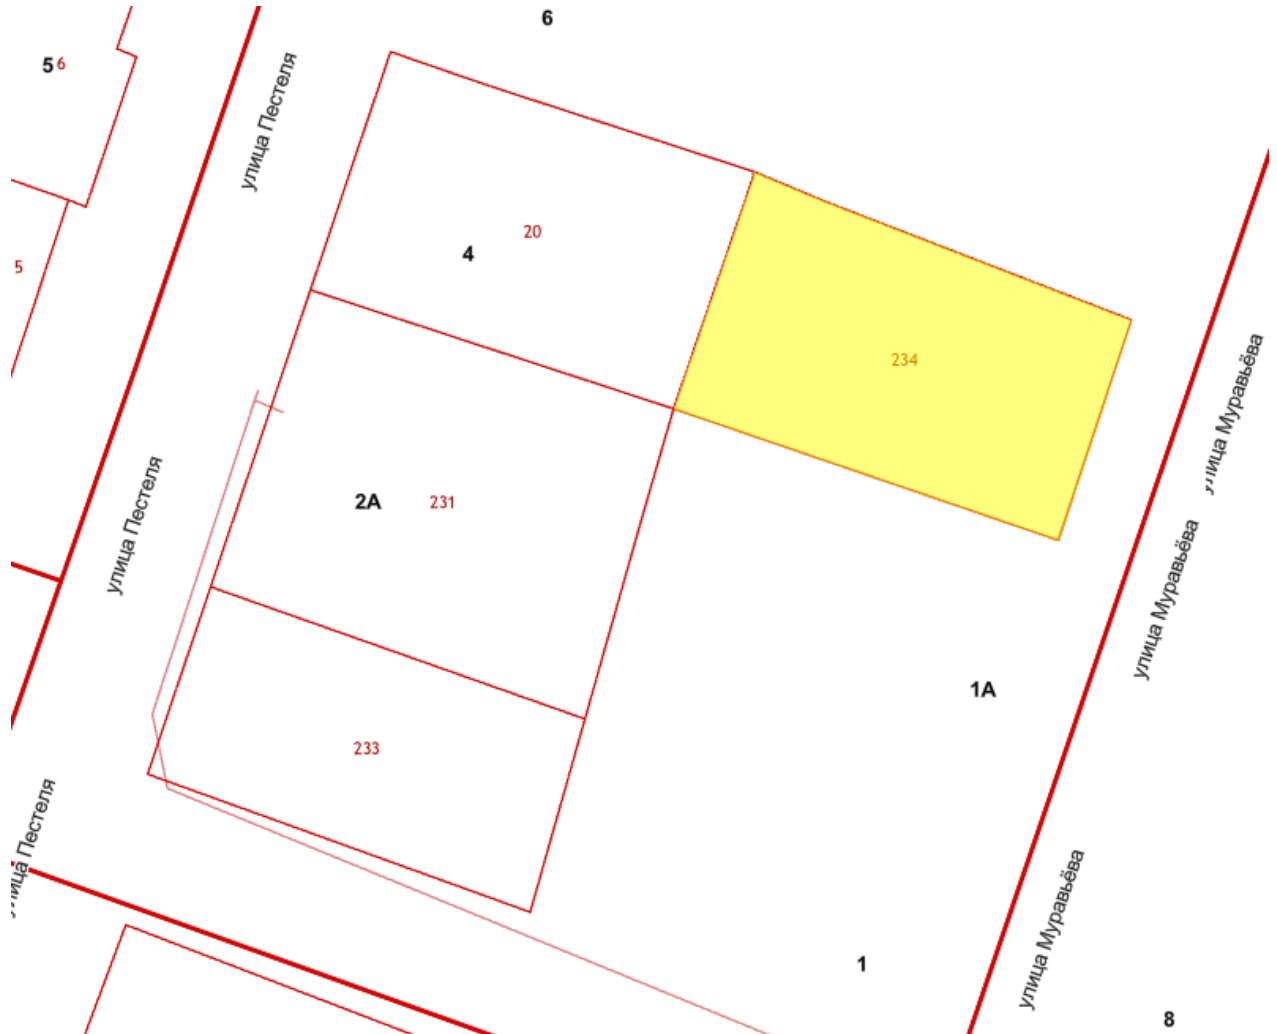 6
5 6
улица Пестеля
20
4
5
234
улица Муравьёва
2А 231
улица Пестеля
улица Муравьёва
1А
233
улица Пестеля
улица Муравьёва
1
8